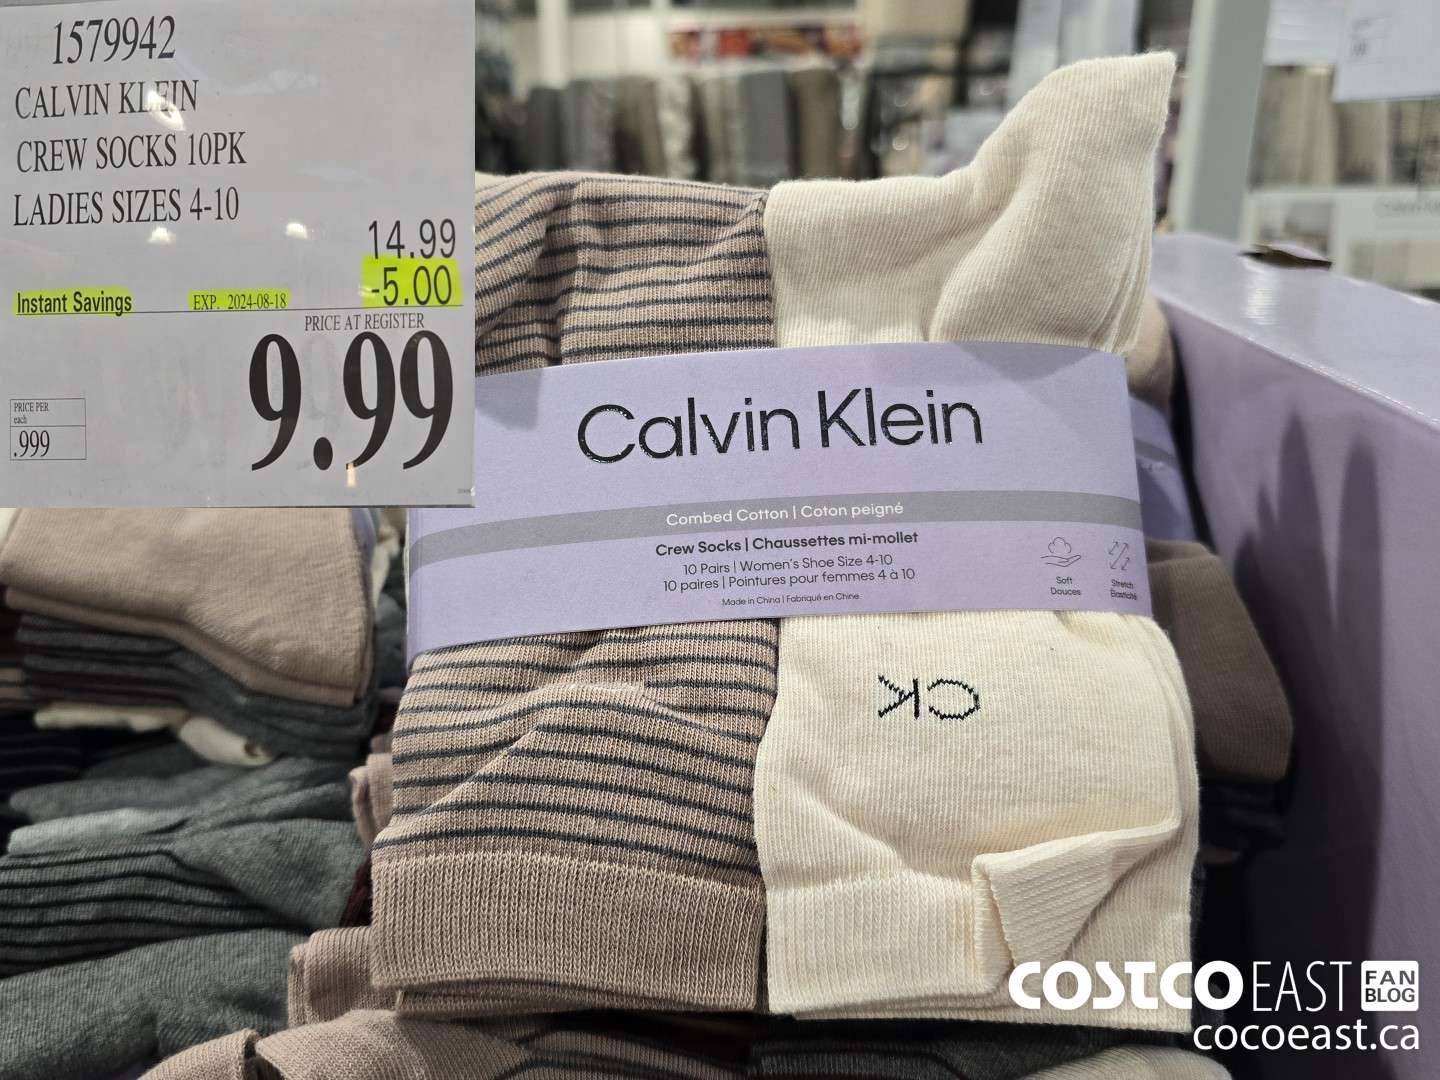 1579942
CALVIN KLEIN
CREW SOCKS 10PK
LADIES SIZES 4-10
14.99
Instant Savings EXP. 2024-08-18 -5.00
PRICE AT REGISTER
9.99
PRICE PER
each
.999
Calvin Klein
Combed Cotton | Coton peigné
Crew Socks | Chaussettes mi-mollet
10 Pairs | Women's Shoe Size 4-10
10 paires | Pointures pour femmes 4 à 10
Made in China | Fabriqué en Chine
Soft
Douces
Stretch
Élasticité
CK
COSTCO EAST FAN BLOG
cocoeast.ca